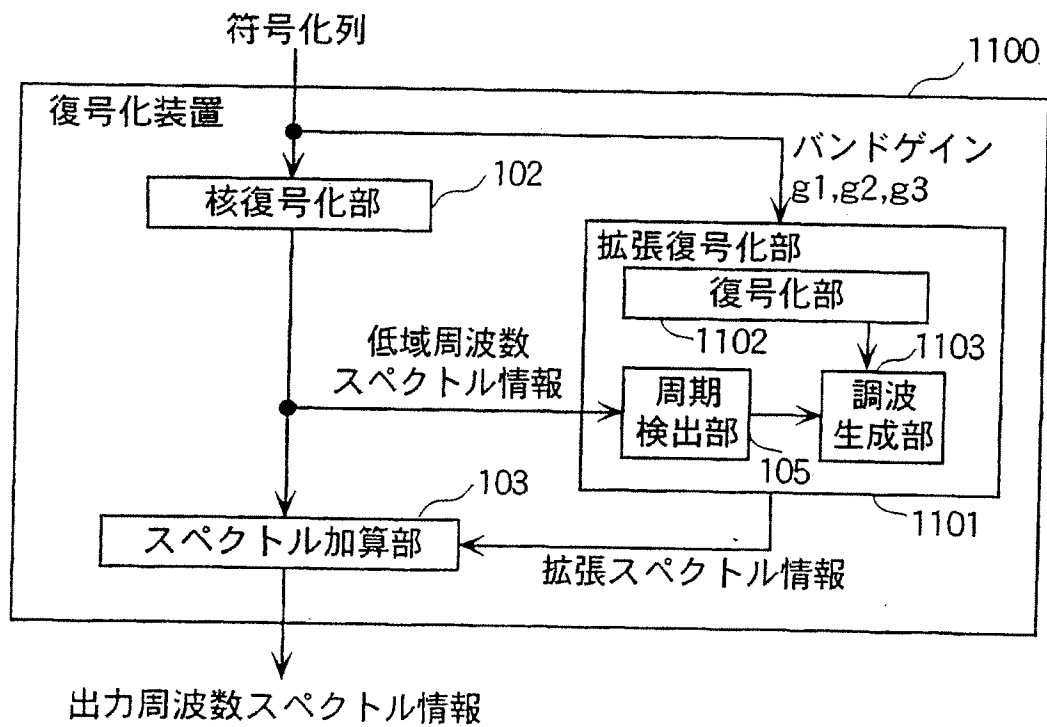 符号化列
1100
復号化装置
バンドゲイン
g1,g2,g3
102
核復号化部
拡張復号化部
復号化部
1102
1103
低域周波数
スペクトル情報
周期
検出部
調波
生成部
105
103
1101
スペクトル加算部
拡張スペクトル情報
出力周波数スペクトル情報